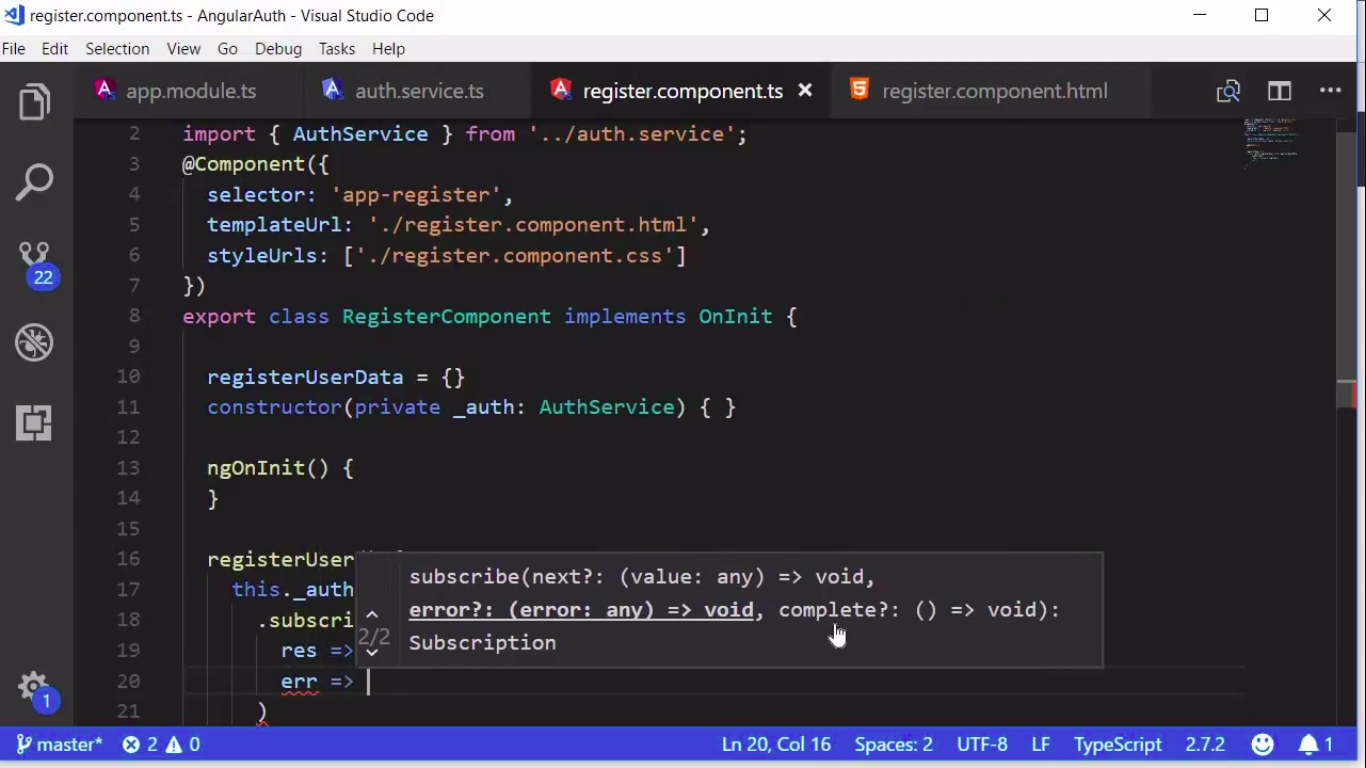 register.component.ts - AngularAuth - Visual Studio Code
File Edit Selection View Go Debug Tasks Help
app.module.ts auth.service.ts register.component.ts register.component.html
2 import { AuthService } from '../auth.service';
3 @Component({
4 selector: 'app-register',
5 templateUrl: './register.component.html',
6 styleUrls: ['./register.component.css']
7 })
8 export class RegisterComponent implements OnInit {
9
10 registerUserData = {}
11 constructor(private _auth: AuthService) { }
12
13 ngOnInit() {
14 }
15
16 registerUser
17 this._auth
18 .subscri
19 res =>
20 err =>
21 )
subscribe(next?: (value: any) => void,
error?: (error: any) => void, complete?: () => void):
2/2
Subscription
22
1
master* 2 0 Ln 20, Col 16 Spaces: 2 UTF-8 LF TypeScript 2.7.2 1